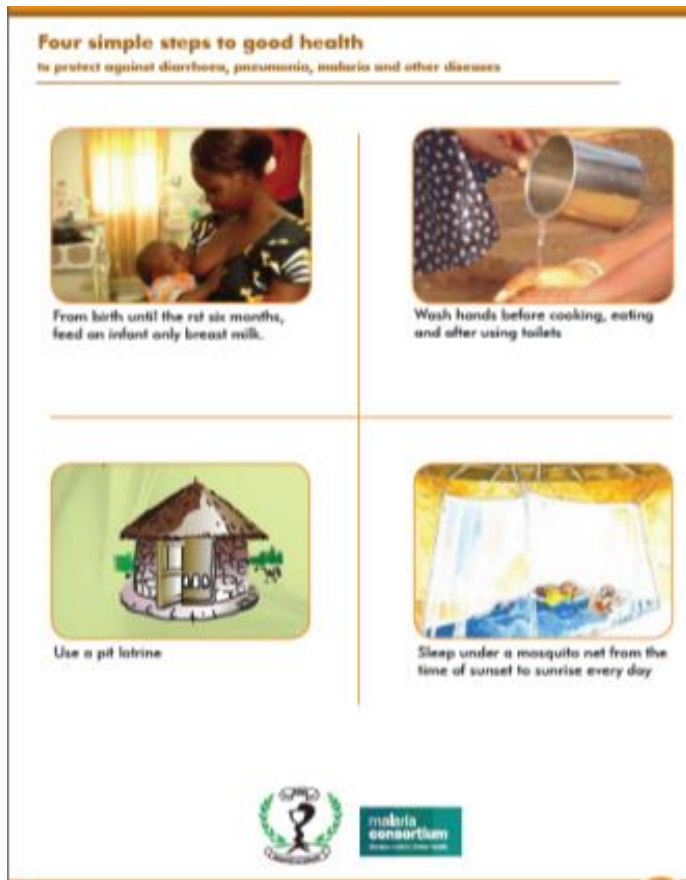 Four simple steps to good health
to protect against diarrhoea, pneumonia, malaria and other diseases
From birth until the rst six months,
feed an infant only breast milk.
Wash hands before cooking, eating
and after using toilets
Use a pit latrine
Sleep under a mosquito net from the
time of sunset to sunrise every day
malaria
consortium